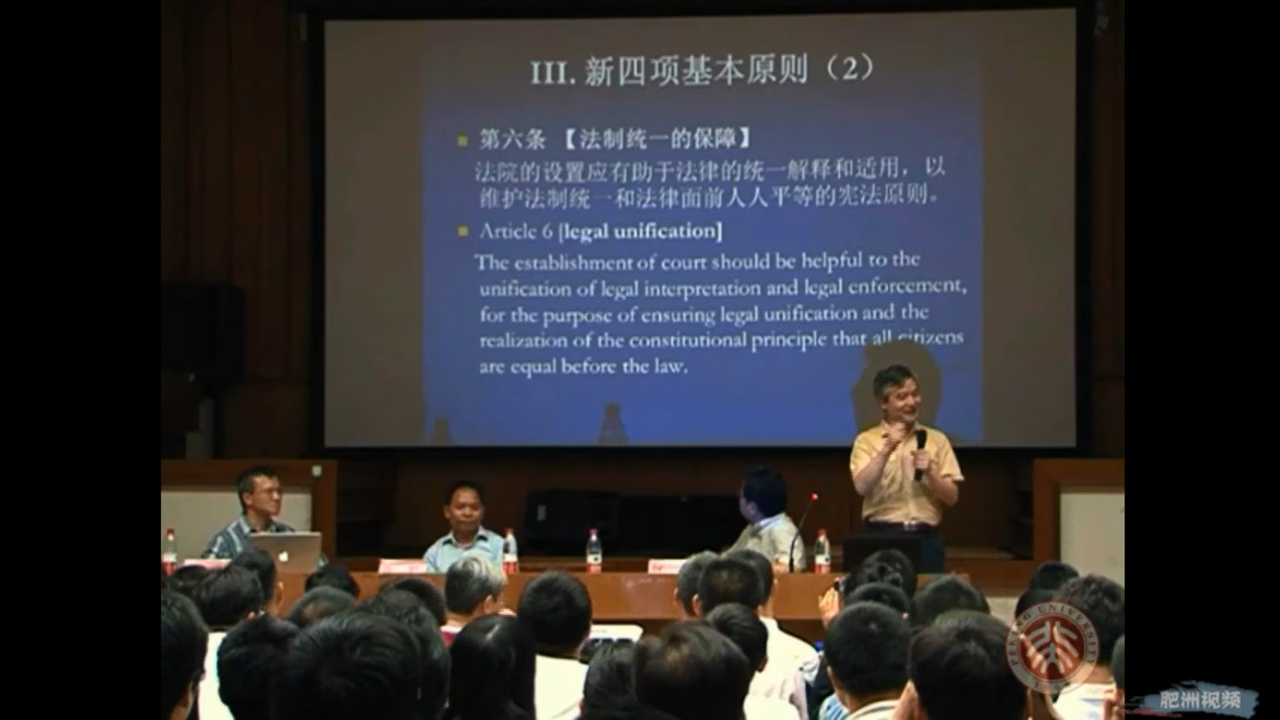 III. 新四项基本原则（2）
第六条 【法制统一的保障】
法院的设置应有助于法律的统一解释和适用，以
维护法制统一和法律面前人人平等的宪法原则。
Article 6 [legal unification]
The establishment of court should be helpful to the
unification of legal interpretation and legal enforcement,
for the purpose of ensuring legal unification and the
realization of the constitutional principle that all citizens
are equal before the law.
PEKING UNIVERSITY
肥洲视频